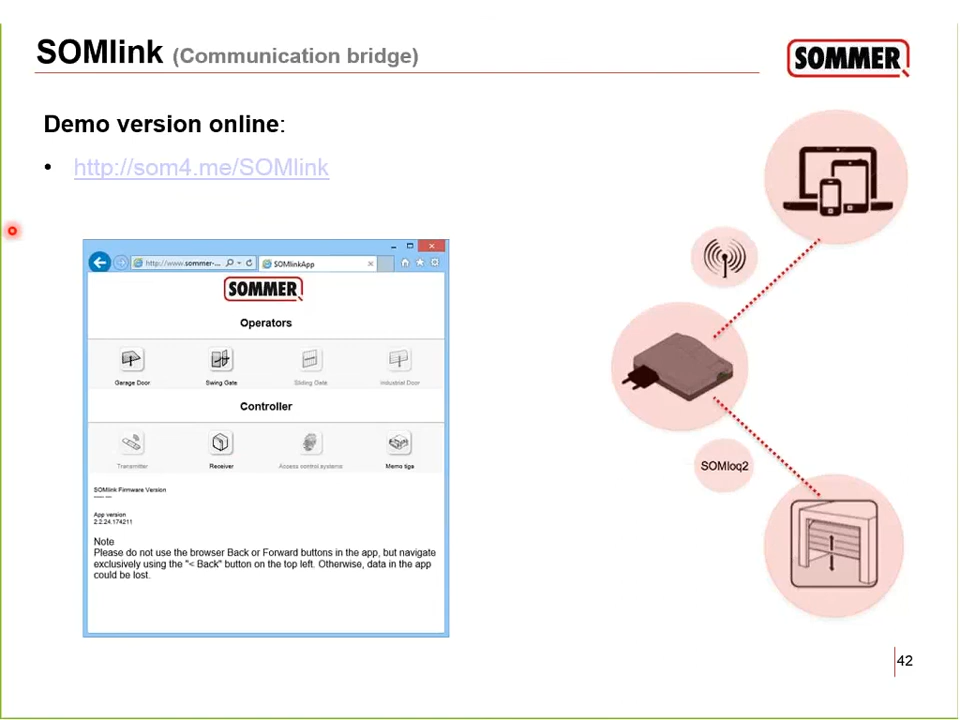 SOMlink (Communication bridge)
SOMMER
Demo version online:
• http://som4.me/SOMlink
http://www.sommer-...
SOMlinkApp
SOMMER
Operators
Garage Door
Swing Gate
Sliding Gate
Industrial Door
Controller
Transmitter
Receiver
Access control systems
Memo tigs
SOMlink Firmware Version
----- ---
App version
2.2.24.174211
Note
Please do not use the browser Back or Forward buttons in the app, but navigate
exclusively using the "< Back" button on the top left. Otherwise, data in the app
could be lost.
SOMloq2
42